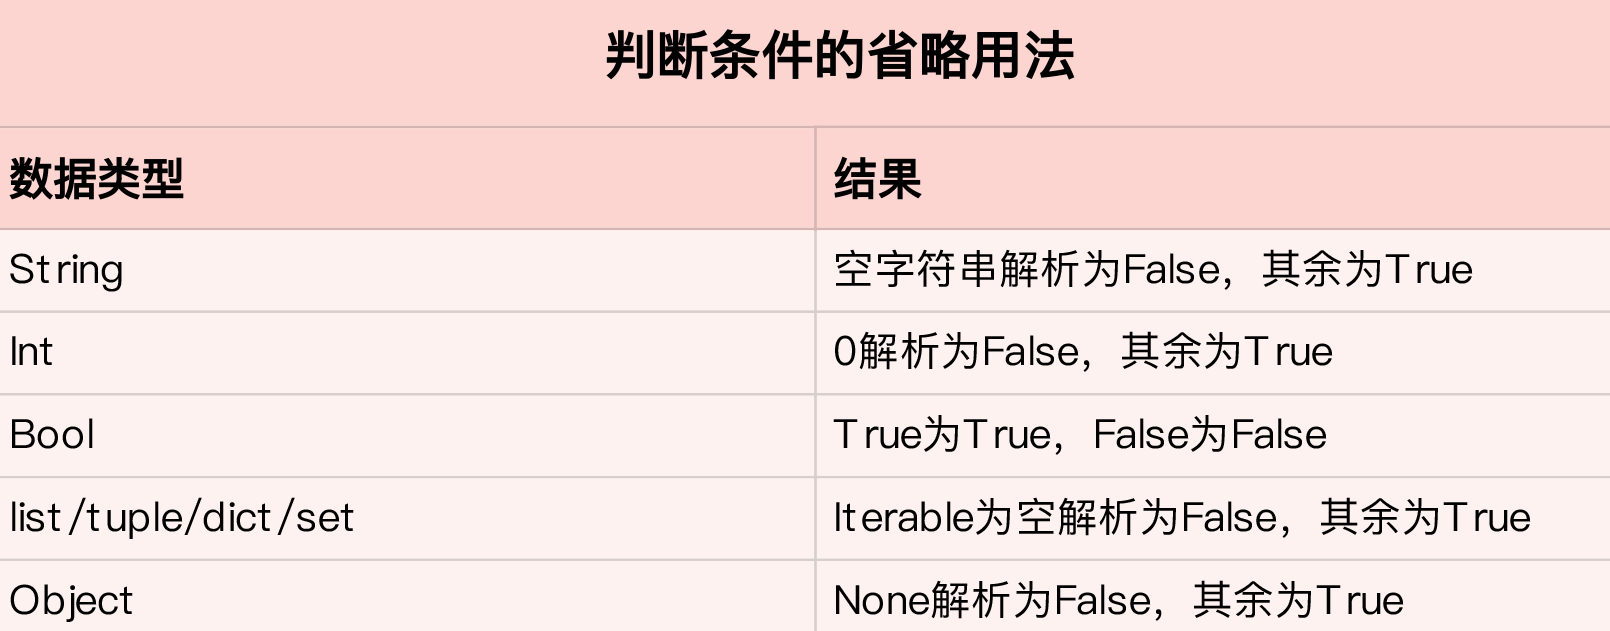 判断条件的省略用法
数据类型 结果
String 空字符串解析为False，其余为True
Int 0解析为False，其余为True
Bool True为True，False为False
list/tuple/dict/set Iterable为空解析为False，其余为True
Object None解析为False，其余为True